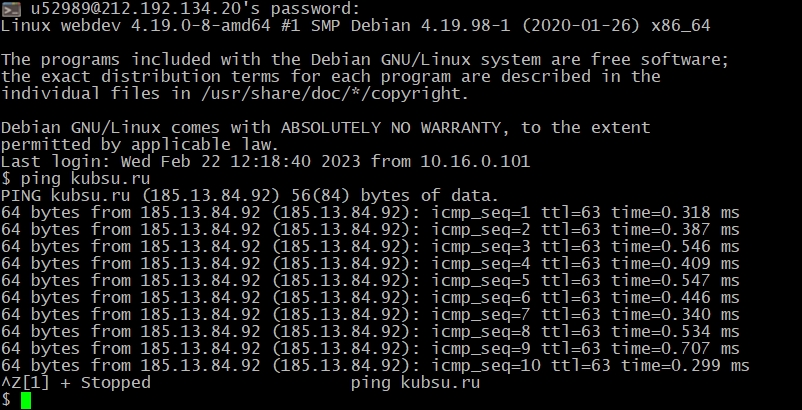 u52989@212.192.134.20's password:
Linux webdev 4.19.0-8-amd64 #1 SMP Debian 4.19.98-1 (2020-01-26) x86_64
The programs included with the Debian GNU/Linux system are free software;
the exact distribution terms for each program are described in the
individual files in /usr/share/doc/*/copyright.
Debian GNU/Linux comes with ABSOLUTELY NO WARRANTY, to the extent
permitted by applicable law.
Last login: Wed Feb 22 12:18:40 2023 from 10.16.0.101
$ ping kubsu.ru
PING kubsu.ru (185.13.84.92) 56(84) bytes of data.
64 bytes from 185.13.84.92 (185.13.84.92): icmp_seq=1 ttl=63 time=0.318 ms
64 bytes from 185.13.84.92 (185.13.84.92): icmp_seq=2 ttl=63 time=0.387 ms
64 bytes from 185.13.84.92 (185.13.84.92): icmp_seq=3 ttl=63 time=0.546 ms
64 bytes from 185.13.84.92 (185.13.84.92): icmp_seq=4 ttl=63 time=0.409 ms
64 bytes from 185.13.84.92 (185.13.84.92): icmp_seq=5 ttl=63 time=0.547 ms
64 bytes from 185.13.84.92 (185.13.84.92): icmp_seq=6 ttl=63 time=0.446 ms
64 bytes from 185.13.84.92 (185.13.84.92): icmp_seq=7 ttl=63 time=0.340 ms
64 bytes from 185.13.84.92 (185.13.84.92): icmp_seq=8 ttl=63 time=0.534 ms
64 bytes from 185.13.84.92 (185.13.84.92): icmp_seq=9 ttl=63 time=0.707 ms
64 bytes from 185.13.84.92 (185.13.84.92): icmp_seq=10 ttl=63 time=0.299 ms
^Z[1] + Stopped                    ping kubsu.ru
$